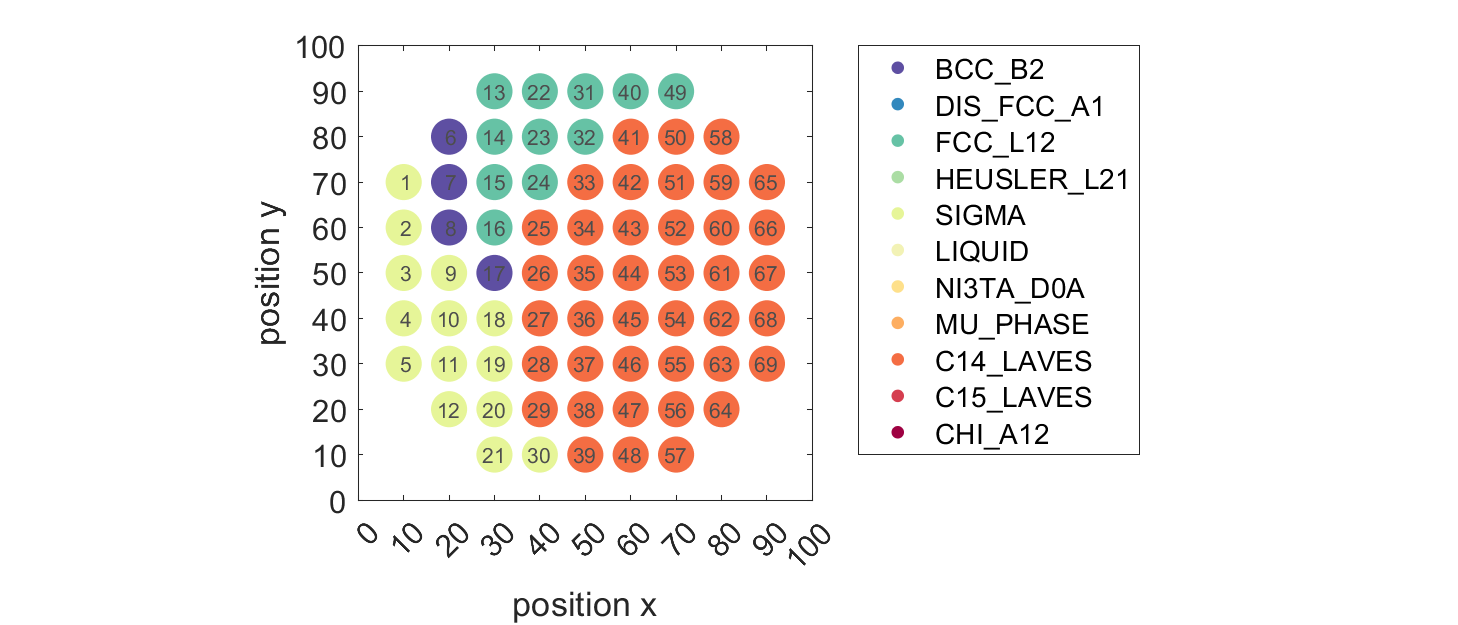 100
90
80
70
60
50
40
30
20
10
0
position y
13 22 31 40 49
6 14 23 32 41 50 58
1 7 15 24 33 42 51 59 65
2 8 16 25 34 43 52 60 66
3 9 17 26 35 44 53 61 67
4 10 18 27 36 45 54 62 68
5 11 19 28 37 46 55 63 69
12 20 29 38 47 56 64
21 30 39 48 57
0 10 20 30 40 50 60 70 80 90 100
position x
BCC_B2
DIS_FCC_A1
FCC_L12
HEUSLER_L21
SIGMA
LIQUID
NI3TA_D0A
MU_PHASE
C14_LAVES
C15_LAVES
CHI_A12